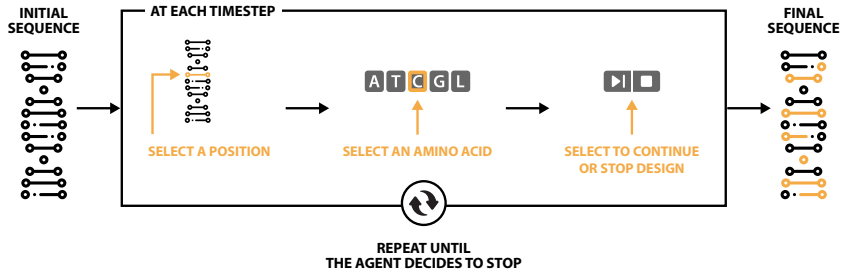 INITIAL
SEQUENCE
AT EACH TIMESTEP
FINAL
SEQUENCE
A T C G L
SELECT A POSITION
SELECT AN AMINO ACID
SELECT TO CONTINUE
OR STOP DESIGN
REPEAT UNTIL
THE AGENT DECIDES TO STOP